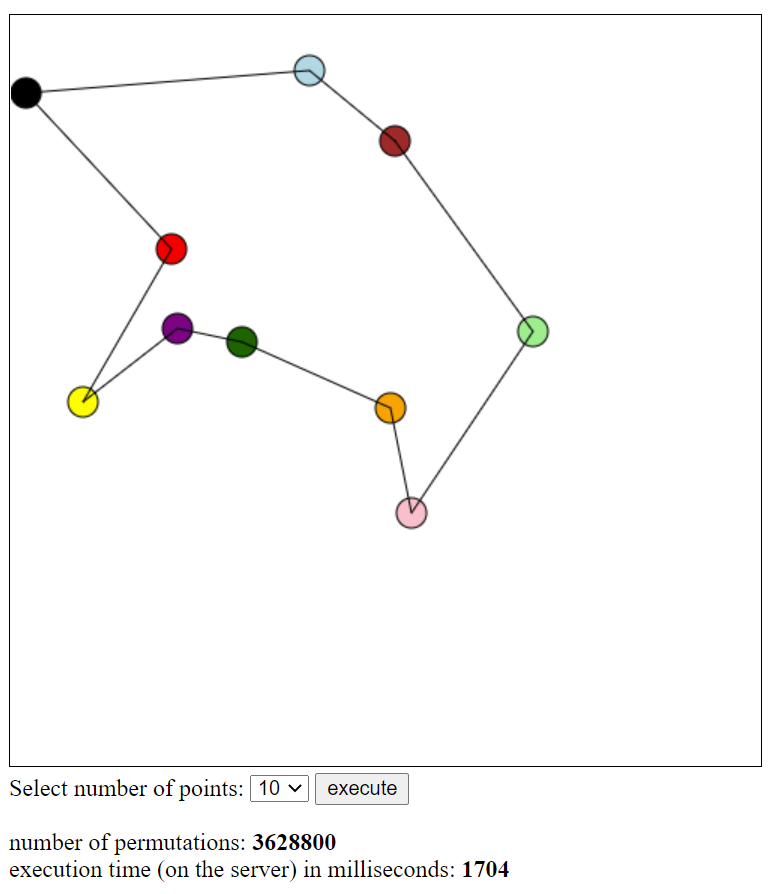 Select number of points: 10 execute
number of permutations: 3628800
execution time (on the server) in milliseconds: 1704